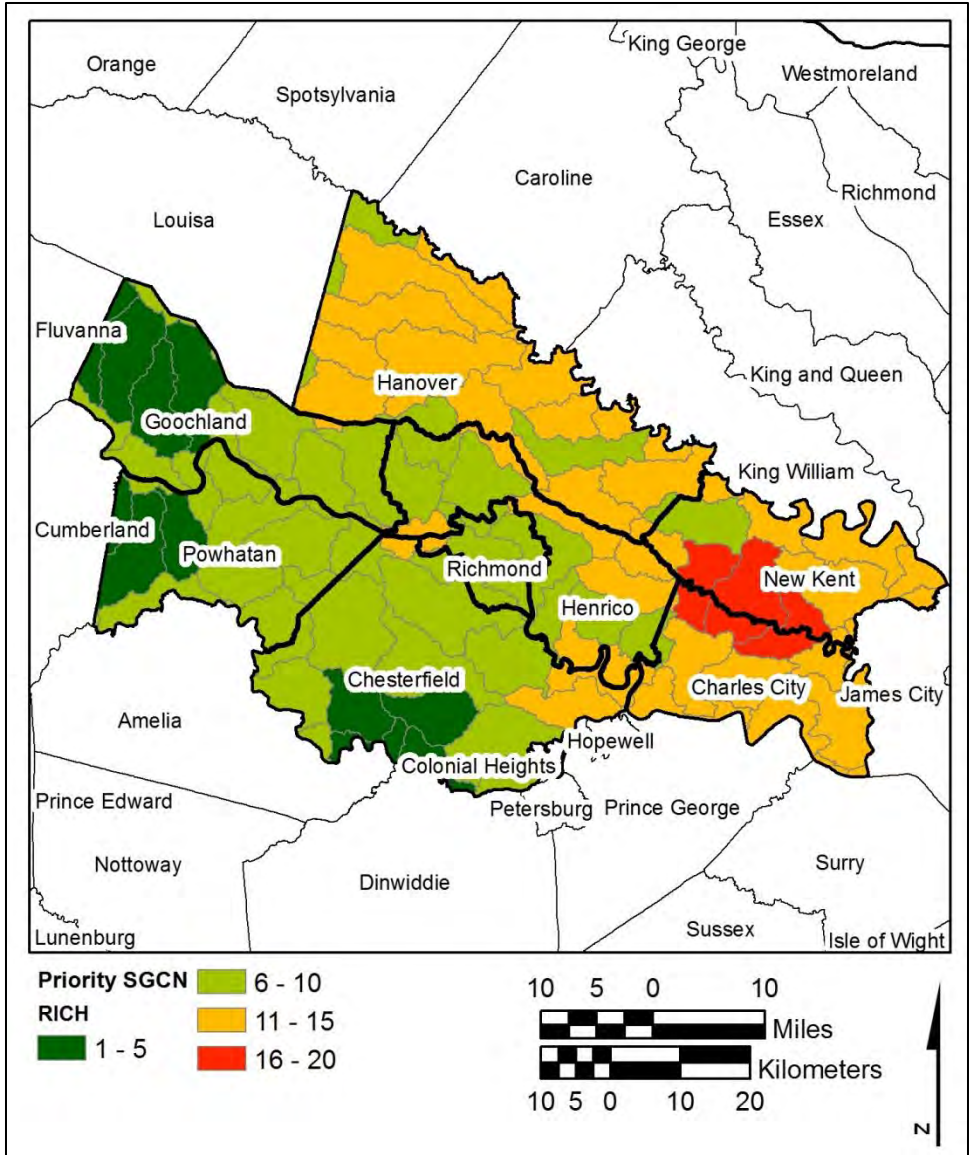 King George
Orange
Westmoreland
Spotsylvania
Caroline
Richmond
Louisa
Essex
Fluvanna
Hanover
King and Queen
Goochland
King William
Cumberland
Powhatan
Richmond
New Kent
Henrico
Chesterfield
Charles City
James City
Amelia
Hopewell
Colonial Heights
Prince Edward
Petersburg
Prince George
Nottoway
Dinwiddie
Surry
Sussex
Lunenburg
Isle of Wight
Priority SGCN
RICH
1 - 5
6 - 10
11 - 15
16 - 20
10 5 0 10
Miles
Kilometers
10 5 0 10 20
N